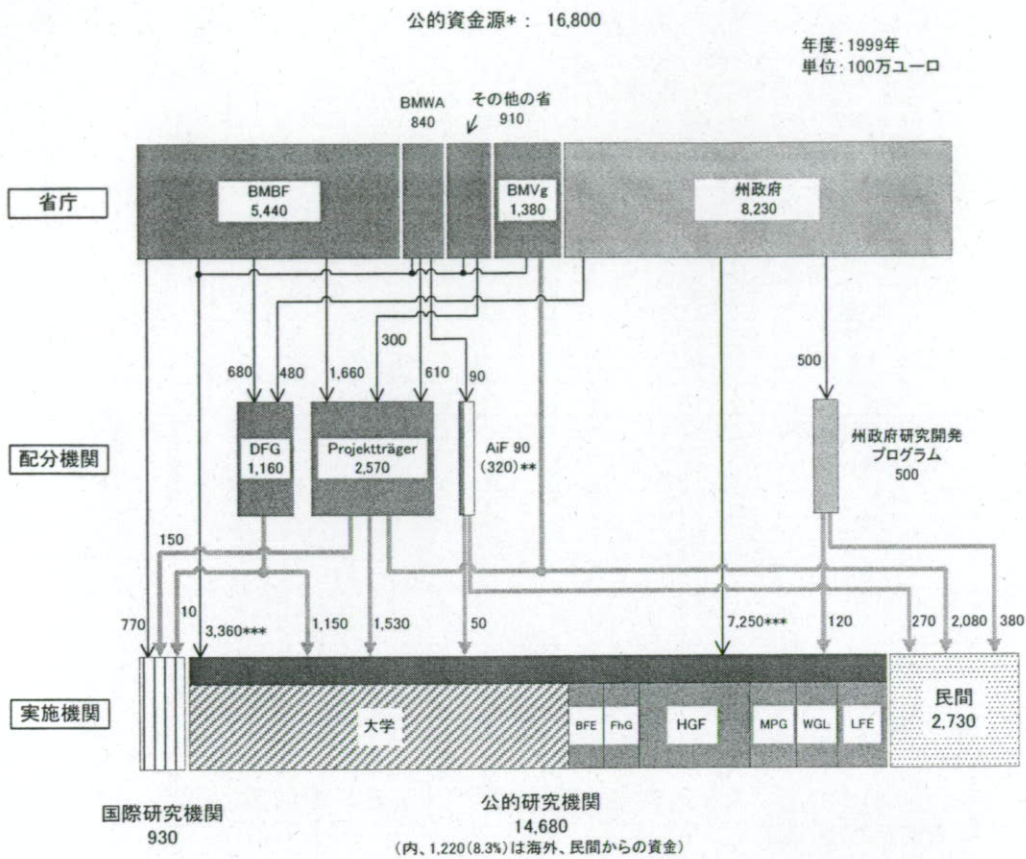 公的資金源*： 16,800
年度：1999年
単位：100万ユーロ
BMWA
840
その他の省
910
省庁
BMBF
5,440
BMVg
1,380
州政府
8,230
300
500
680
480
1,660
610
90
配分機関
DFG
1,160
Projektträger
2,570
AiF 90
(320)**
州政府研究開発
プログラム
500
150
770
10
3,360***
1,150
1,530
50
7,250***
120
270
2,080
380
実施機関
大学
BFE
FhG
HGF
MPG
WGL
LFE
民間
2,730
国際研究機関
930
公的研究機関
14,680
(内、1,220(8.3%)は海外、民間からの資金)